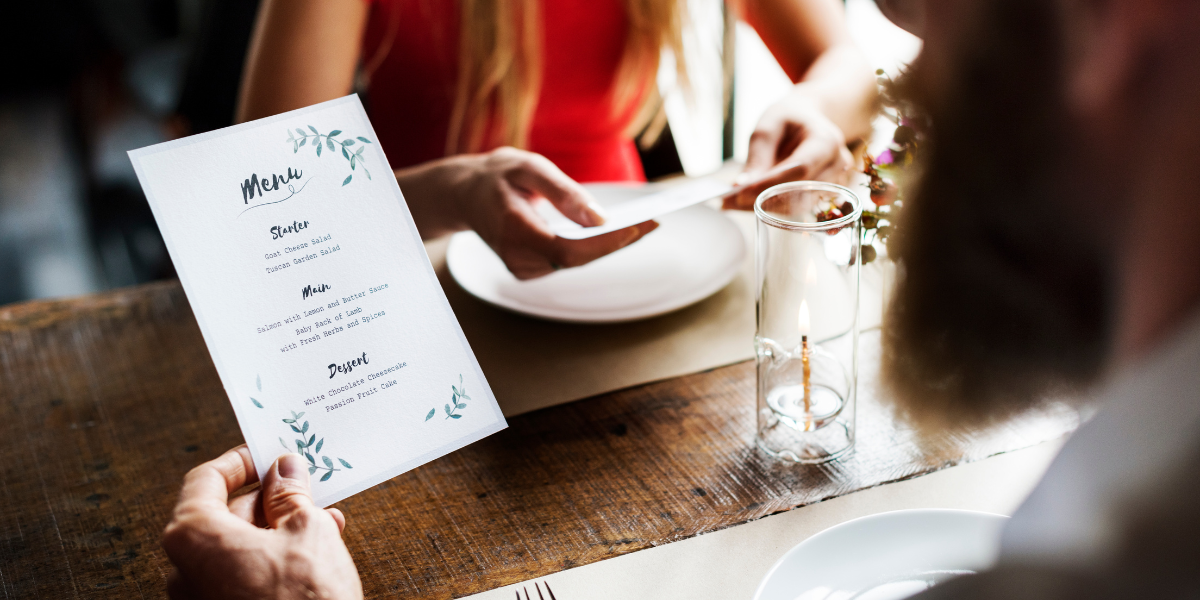 Menu
Starter
Goat Cheese Salad
Tuscan Garden Salad
Main
Salmon with Lemon and Butter Sauce
Baby Rack of Lamb
with Fresh Herbs and Spices
Dessert
White Chocolate Cheesecake
Passion Fruit Cake